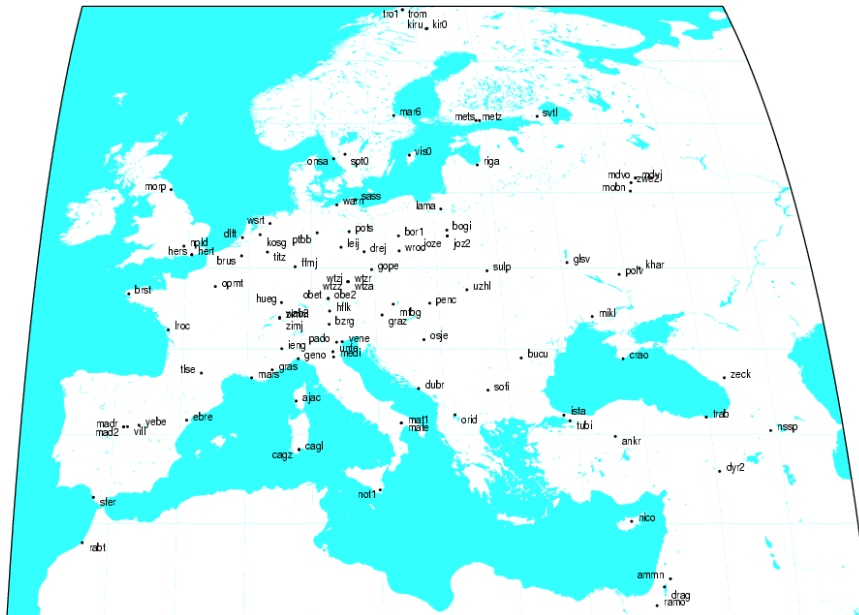 tro1 trom
kiru kir0
mar6
mets metz
svtl
onsa
spt0
vis0
riga
mdvo mdvj
mobn
morp
warn
sass
lama
wsrt
dlft
kosg
ptbb
pots
bor1
bogi
npld
hers hert
brus
titz
leij
drej
wrod
joze
joz2
ffmj
gope
sulp
glsv
poltv
khar
opmt
wtzj wtzr
wtzz wtza
uzhl
brst
hueg
obet
obe2
penc
hflk
mfbg
graz
mikl
zimj
bzrg
lroc
pado
vene
osje
ieng
medi
geno
bucu
crao
tlse
gras
mars
zeck
dubr
sofi
ajac
ebre
yebe
madr
mad2
vill
mat1
mate
orid
ista
tubi
trab
nssp
ankr
cagl
cagz
dyr2
not1
sfer
nico
rabt
ammn
drag
ramo